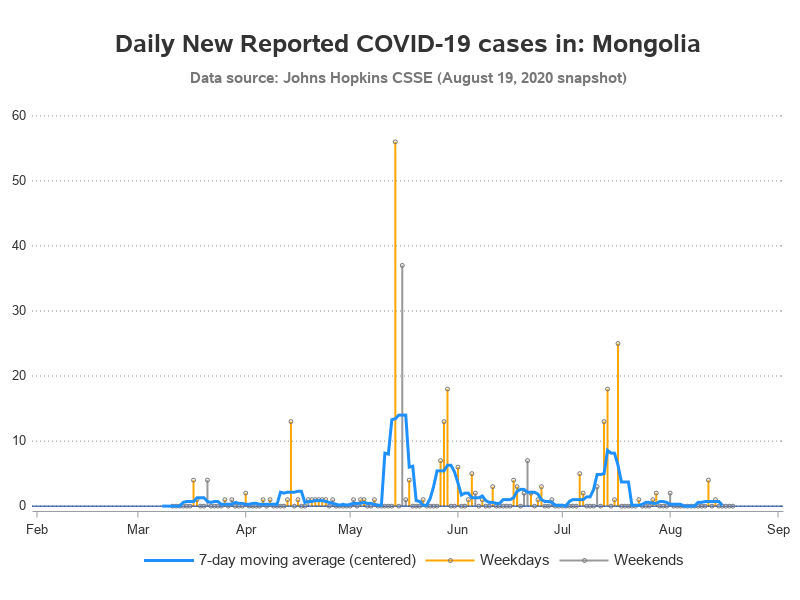 Daily New Reported COVID-19 cases in: Mongolia
Data source: Johns Hopkins CSSE (August 19, 2020 snapshot)
60
50
40
30
20
10
0
Feb Mar Apr May Jun Jul Aug Sep
7-day moving average (centered) Weekdays Weekends